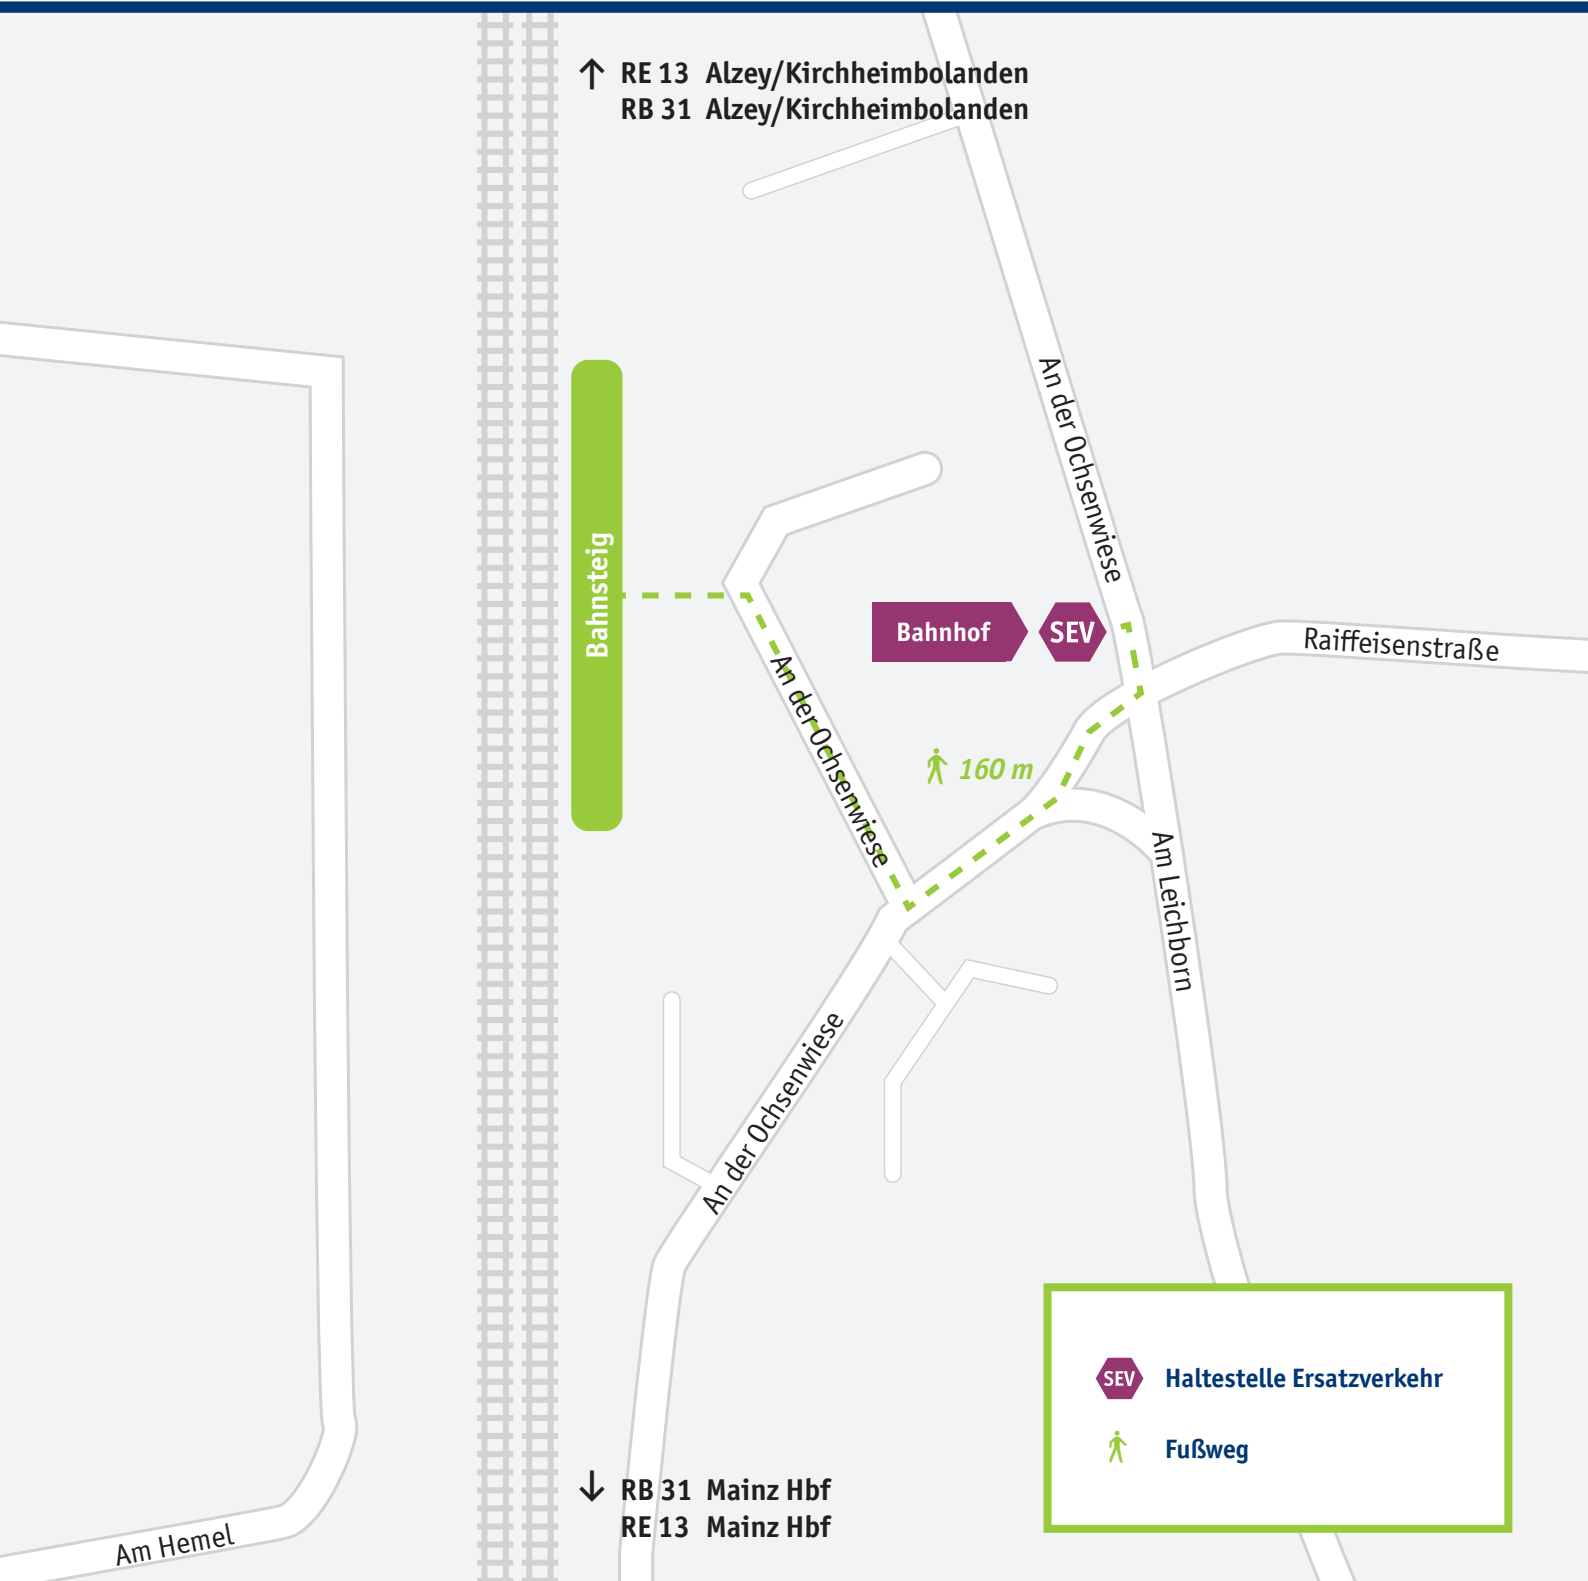 RE 13 Alzey/Kirchheimbolanden
RB 31 Alzey/Kirchheimbolanden
An der Ochsenwiese
Bahnsteig
Bahnhof
SEV
Raiffeisenstraße
An der Ochsenwiese
160 m
Am Leichborn
An der Ochsenwiese
SEV Haltestelle Ersatzverkehr
Fußweg
RB 31 Mainz Hbf
RE 13 Mainz Hbf
Am Hemel